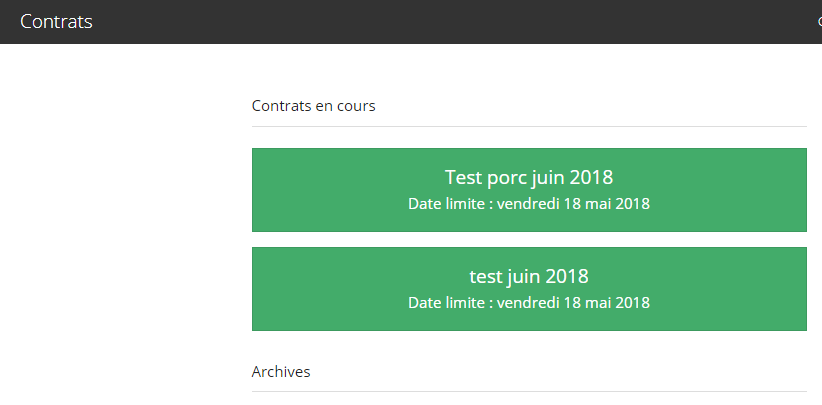 Contrats
Contrats en cours
Test porc juin 2018
Date limite : vendredi 18 mai 2018
test juin 2018
Date limite : vendredi 18 mai 2018
Archives